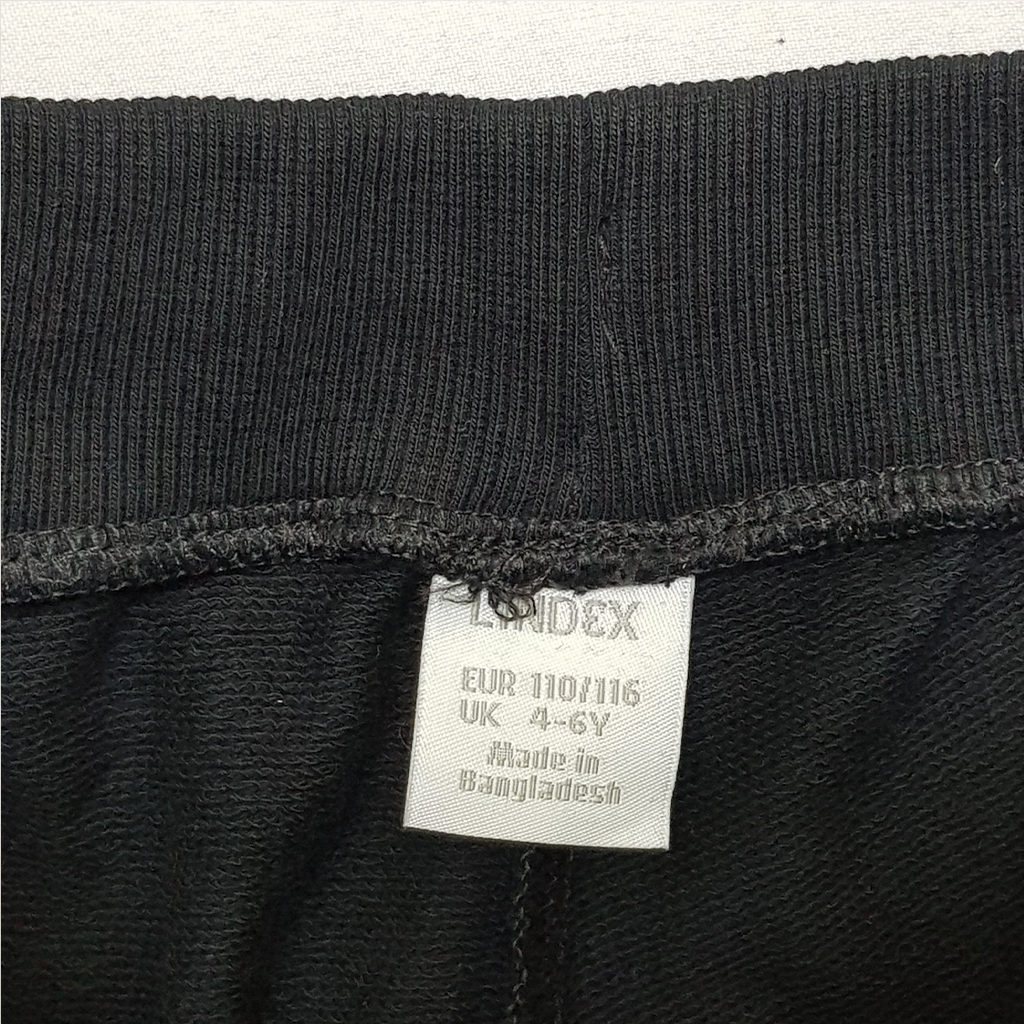 LINDEX
EUR 110/116
UK 4-6Y
Made in
Bangladesh